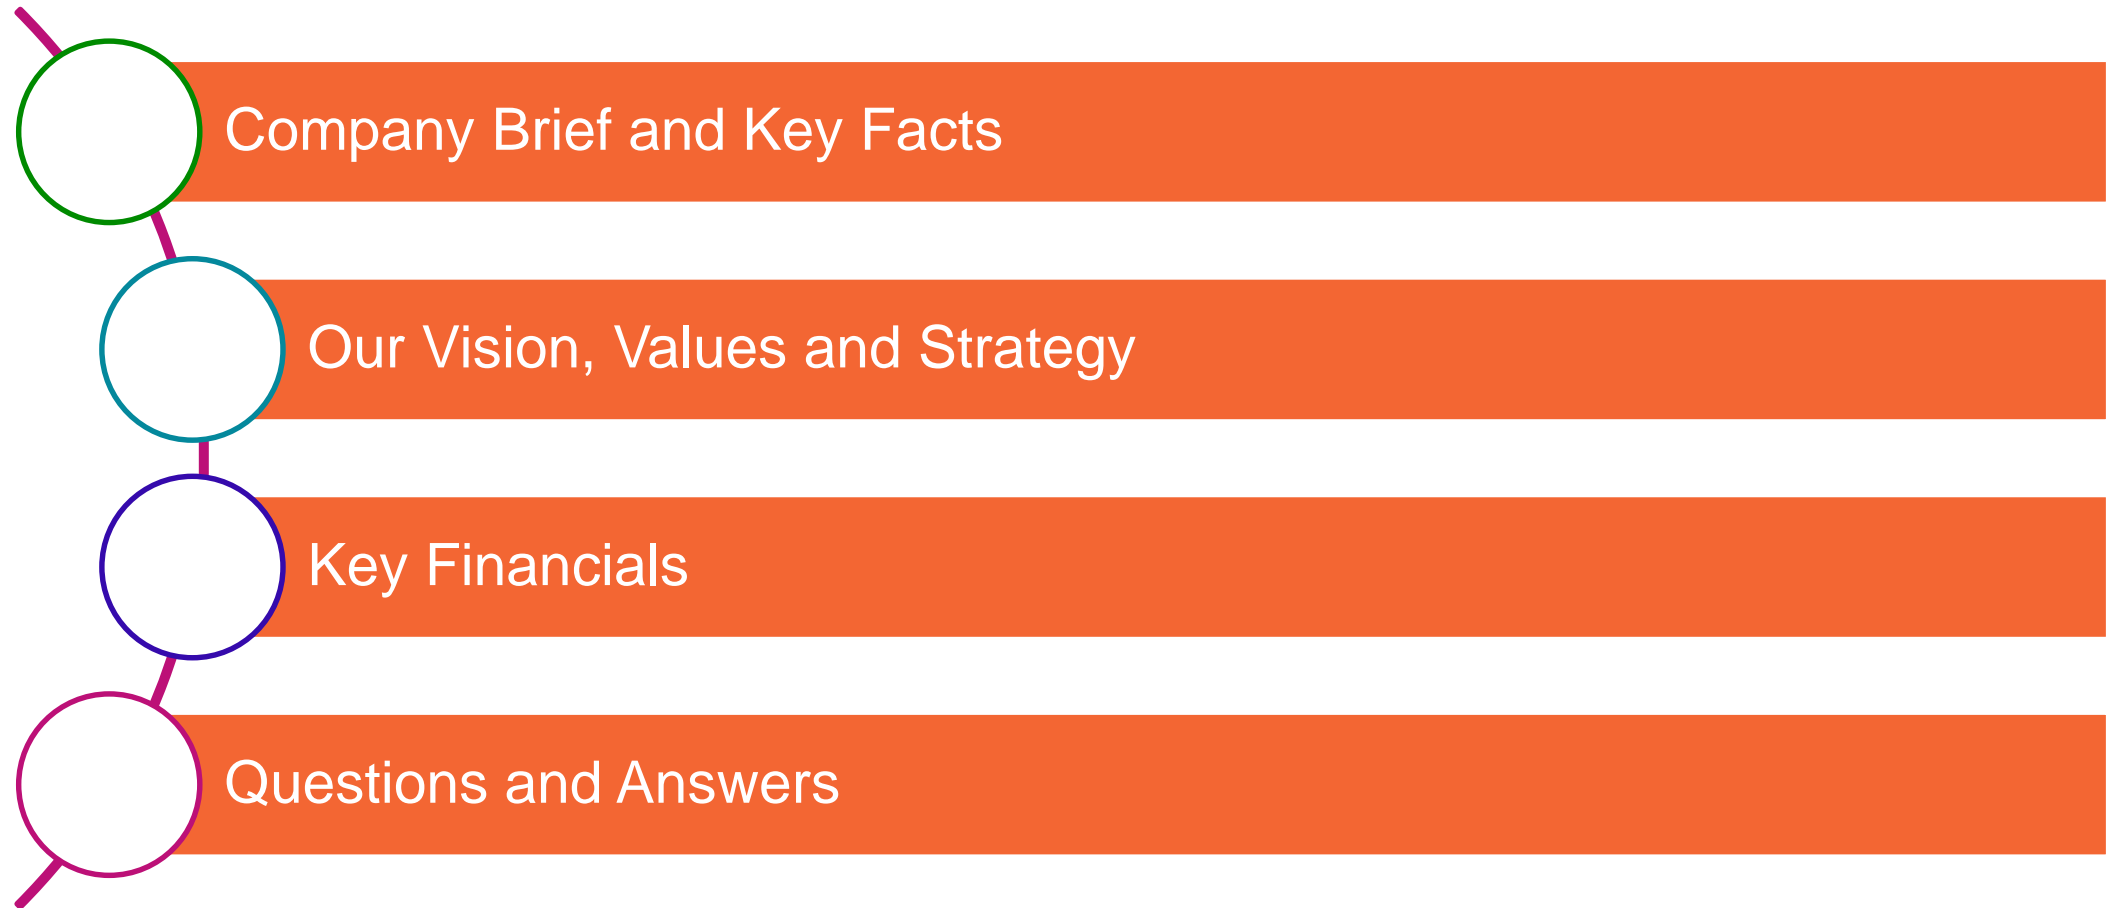 Company Brief and Key Facts
Our Vision, Values and Strategy
Key Financials
Questions and Answers